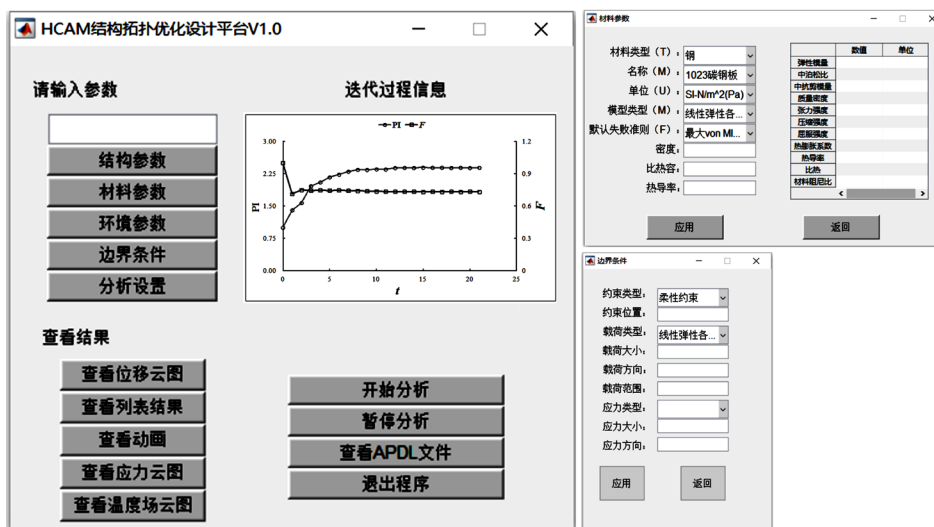 HCAM结构拓扑优化设计平台V1.0
请输入参数
结构参数
材料参数
环境参数
边界条件
分析设置
迭代过程信息
PI F
3.00
2.25
1.50
0.75
0.00
PI
1.2
0.9
0.6
0.3
0
F
0 5 10 15 20 25
t
查看结果
查看位移云图
查看列表结果
查看动画
查看应力云图
查看温度场云图
开始分析
暂停分析
查看APDL文件
退出程序
材料参数
材料类型（T）： 钢
名称（M）： 1023碳钢板
单位（U）： SI-N/m^2(Pa)
模型类型（M）： 线性弹性各...
默认失败准则（F）： 最大von MI...
密度：
比热容：
热导率：
数值 单位
弹性模量
中泊松比
中抗剪模量
质量密度
张力强度
压缩强度
屈服强度
热膨胀系数
热导率
比热
材料阻尼比
应用 返回
边界条件
约束类型： 柔性约束
约束位置：
载荷类型： 线性弹性各...
载荷大小：
载荷方向：
载荷范围：
应力类型：
应力大小：
应力方向：
应用 返回